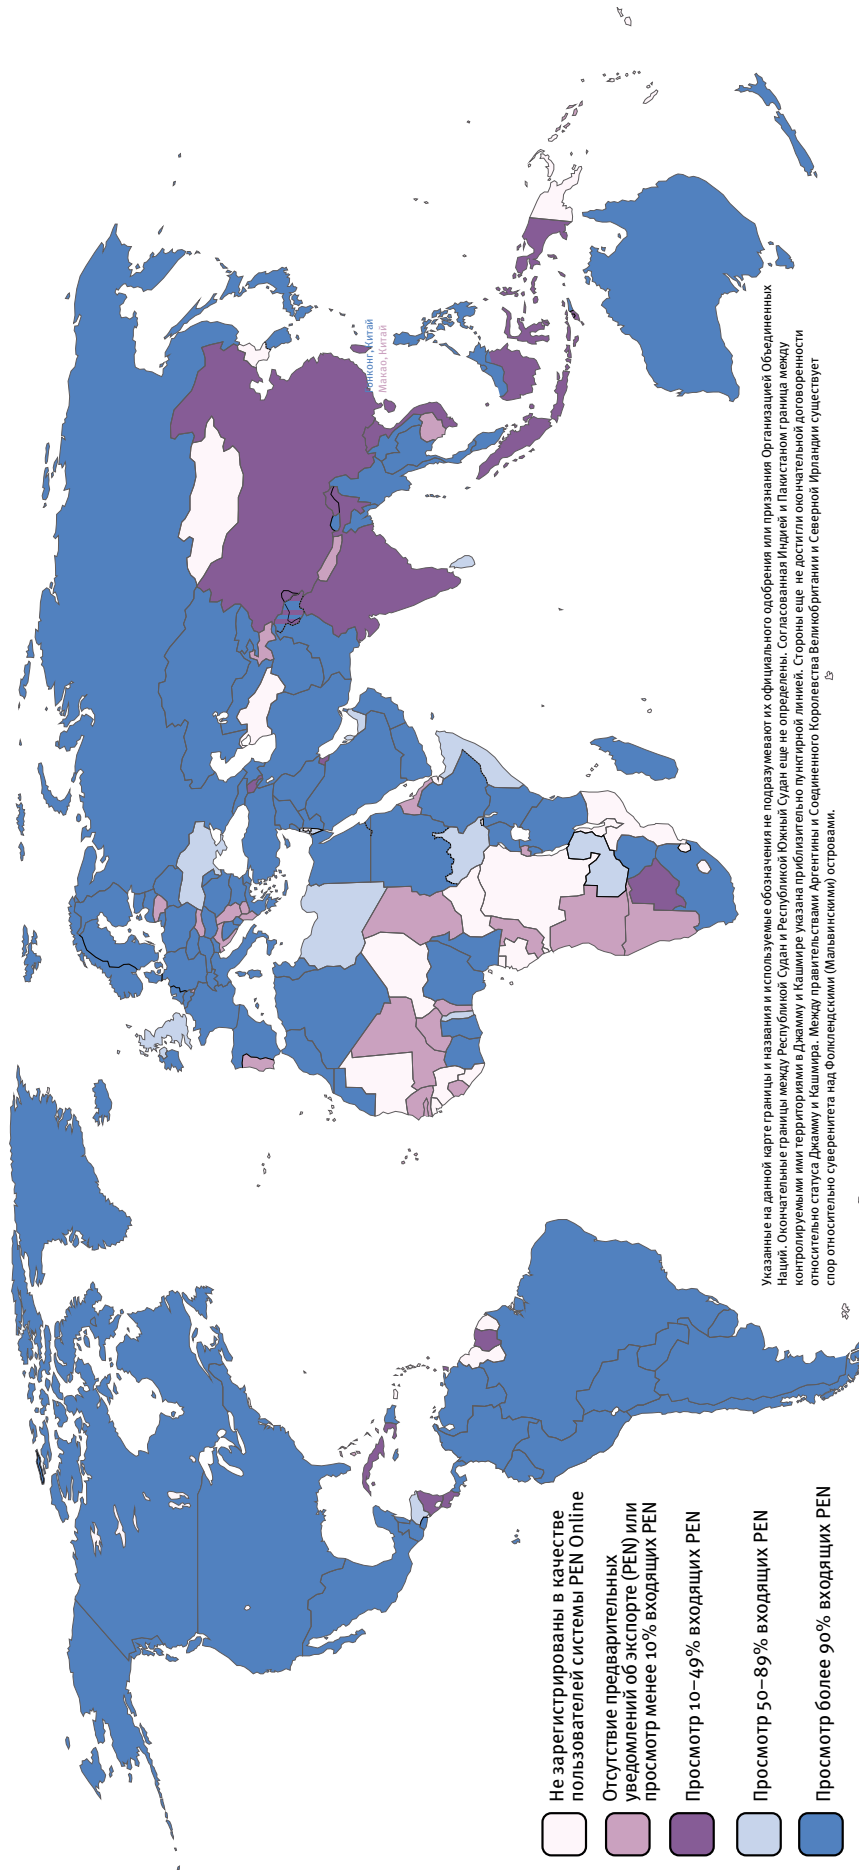 онконг, Китай
Макао, Китай
Не зарегистрированы в качестве
пользователей системы PEN Online
Отсутствие предварительных
уведомлений об экспорте (PEN) или
просмотр менее 10% входящих PEN
Просмотр 10–49% входящих PEN
Просмотр 50–89% входящих PEN
Просмотр более 90% входящих PEN
Указанные на данной карте границы и названия и используемые обозначения не подразумевают их официального одобрения или признания Организацией Объединенных
Наций. Окончательные границы между Республикой Судан и Республикой Южный Судан еще не определены. Согласованная Индией и Пакистаном граница между
контролируемыми ими территориями в Джамму и Кашмире указана приблизительно пунктирной линией. Стороны еще не достигли окончательной договоренности
относительно статуса Джамму и Кашмира. Между правительствами Аргентины и Соединенного Королевства Великобритании и Северной Ирландии существует
спор относительно суверенитета над Фолклендскими (Мальвинскими) островами.